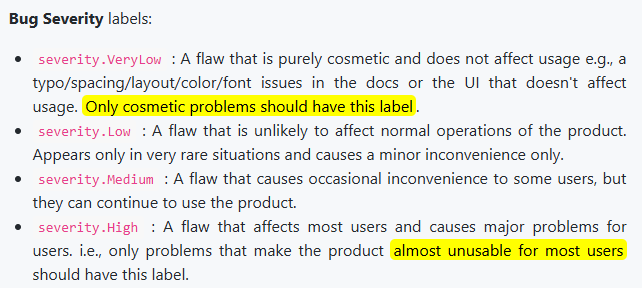 Bug Severity labels:
severity.VeryLow : A flaw that is purely cosmetic and does not affect usage e.g., a
typo/spacing/layout/color/font issues in the docs or the UI that doesn't affect
usage. Only cosmetic problems should have this label.
severity.Low : A flaw that is unlikely to affect normal operations of the product.
Appears only in very rare situations and causes a minor inconvenience only.
severity.Medium : A flaw that causes occasional inconvenience to some users, but
they can continue to use the product.
severity.High : A flaw that affects most users and causes major problems for
users. i.e., only problems that make the product almost unusable for most users
should have this label.